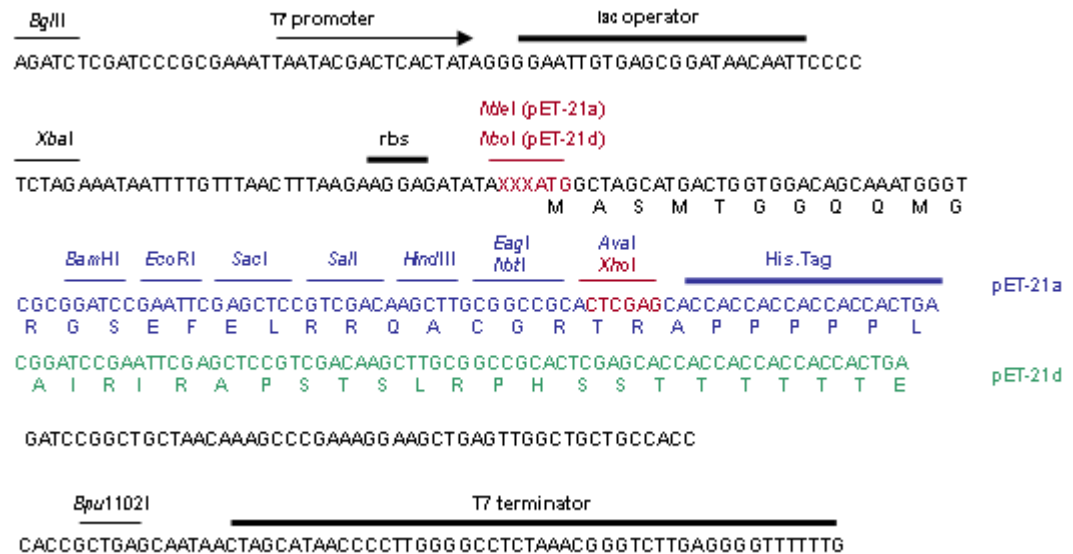 BglII T7 promoter lac operator
AGATCTCGATCCCGCGAAATTAATACGACTCACTATAGGGGAATTGTGAGCGGATAACAATTCCCC
NdeI (pET-21a)
XbaI rbs NcoI (pET-21d)
TCTAGAAATAATTTTGTTTAACTTTAAGAAGGAGATATAXXXATGGCTAGCATGACTGGTGGACAGCAAATGGGT
M A S M T G G Q Q M G
EagI AvaI
BamHI EcoRI SacI SalI HindIII NotI XhoI His.Tag
CGCGGATCCGAATTCGAGCTCCGTCGACAAGCTTGCGGCCGCACTCGAGCACCACCACCACCACCACTGA pET-21a
R G S E F E L R R Q A C G R T R A P P P P P L
CGGATCCGAATTCGAGCTCCGTCGACAAGCTTGCGGCCGCACTCGAGCACCACCACCACCACCACTGA pET-21d
A I R I R A P S T S L R P H S S T T T T T T E
GATCCGGCTGCTAACAAAGCCCGAAAGGAAGCTGAGTTGGCTGCTGCCACC
Bpu1102I T7 terminator
CACCGCTGAGCAATAACTAGCATAACCCCTTGGGGCCTCTAAACGGGTCTTGAGGGGTTTTTTG